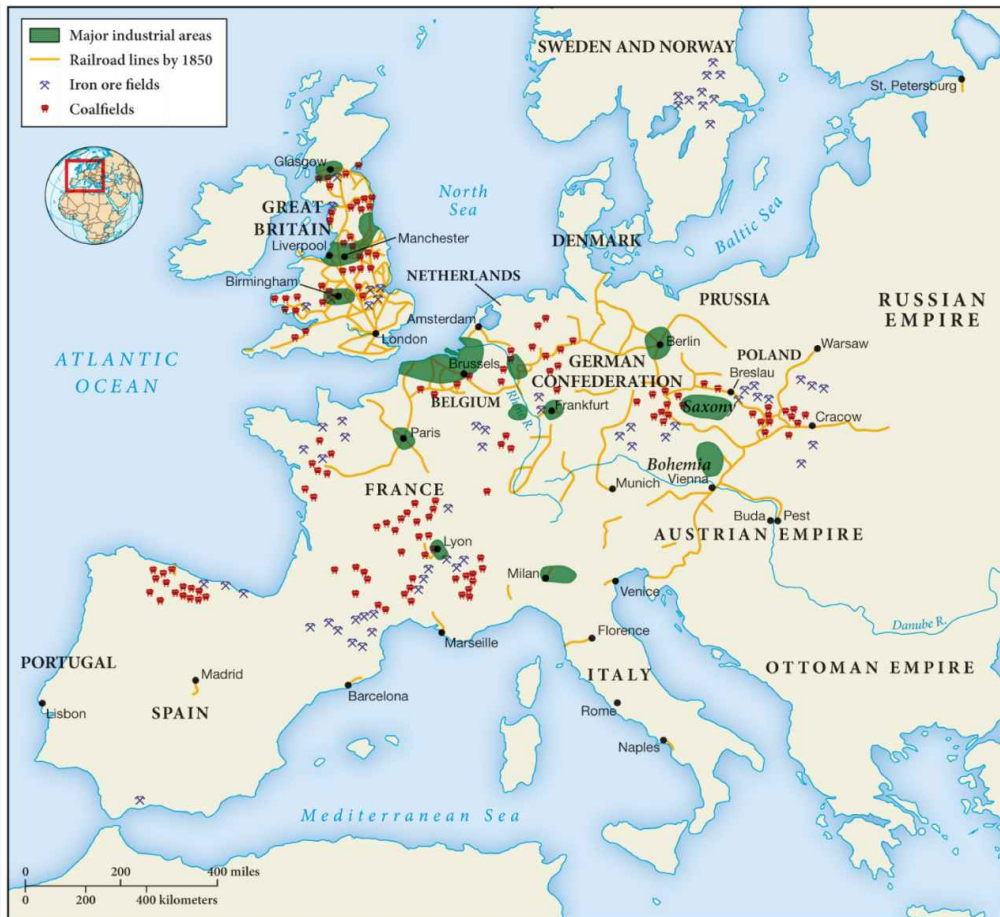 Major industrial areas
Railroad lines by 1850
Iron ore fields
Coalfields
SWEDEN AND NORWAY
St. Petersburg
Glasgow
North
Sea
GREAT
BRITAIN
Baltic Sea
Liverpool
Manchester
DENMARK
Birmingham
NETHERLANDS
PRUSSIA
RUSSIAN
EMPIRE
Amsterdam
London
ATLANTIC
OCEAN
Berlin
Warsaw
GERMAN
CONFEDERATION
POLAND
Breslau
Brussels
BELGIUM
Rhine R.
Frankfurt
Saxony
Cracow
Paris
Bohemia
Vienna
Munich
FRANCE
Buda
Pest
AUSTRIAN EMPIRE
Lyon
Milan
Venice
Danube R.
Marseille
Florence
PORTUGAL
Madrid
ITALY
OTTOMAN EMPIRE
Barcelona
Lisbon
SPAIN
Rome
Naples
Mediterranean Sea
0 200 400 miles
0 200 400 kilometers